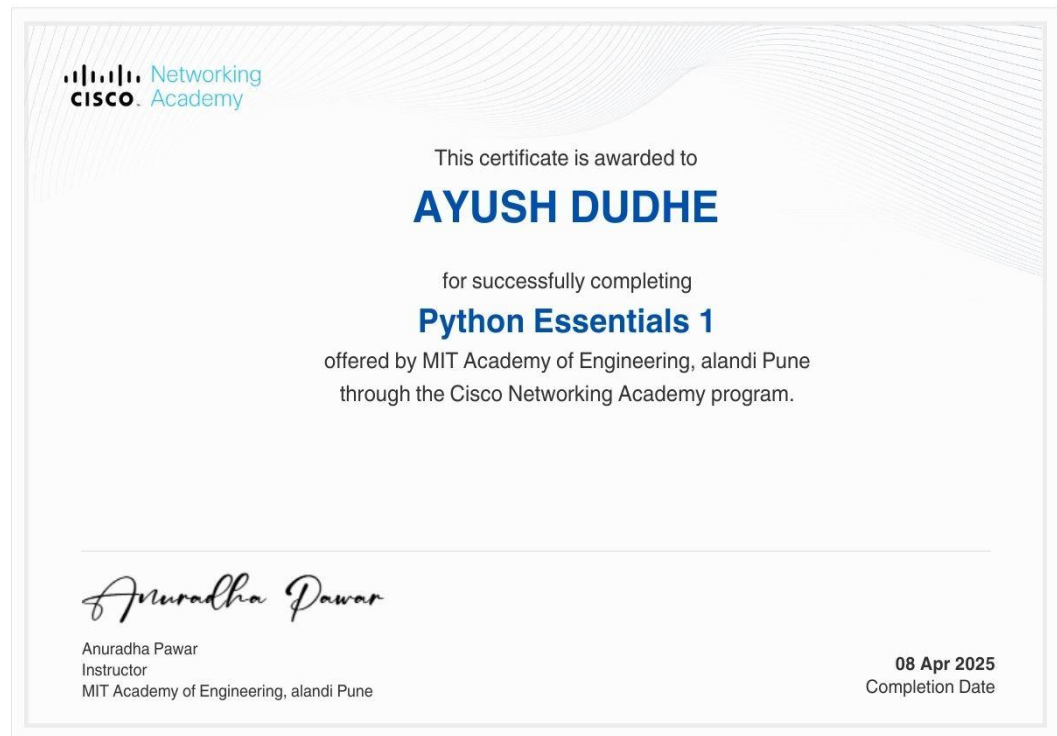 Networking
CISCO Academy
This certificate is awarded to
AYUSH DUDHE
for successfully completing
Python Essentials 1
offered by MIT Academy of Engineering, alandi Pune
through the Cisco Networking Academy program.
Anuradha Pawar
Anuradha Pawar
Instructor
MIT Academy of Engineering, alandi Pune
08 Apr 2025
Completion Date